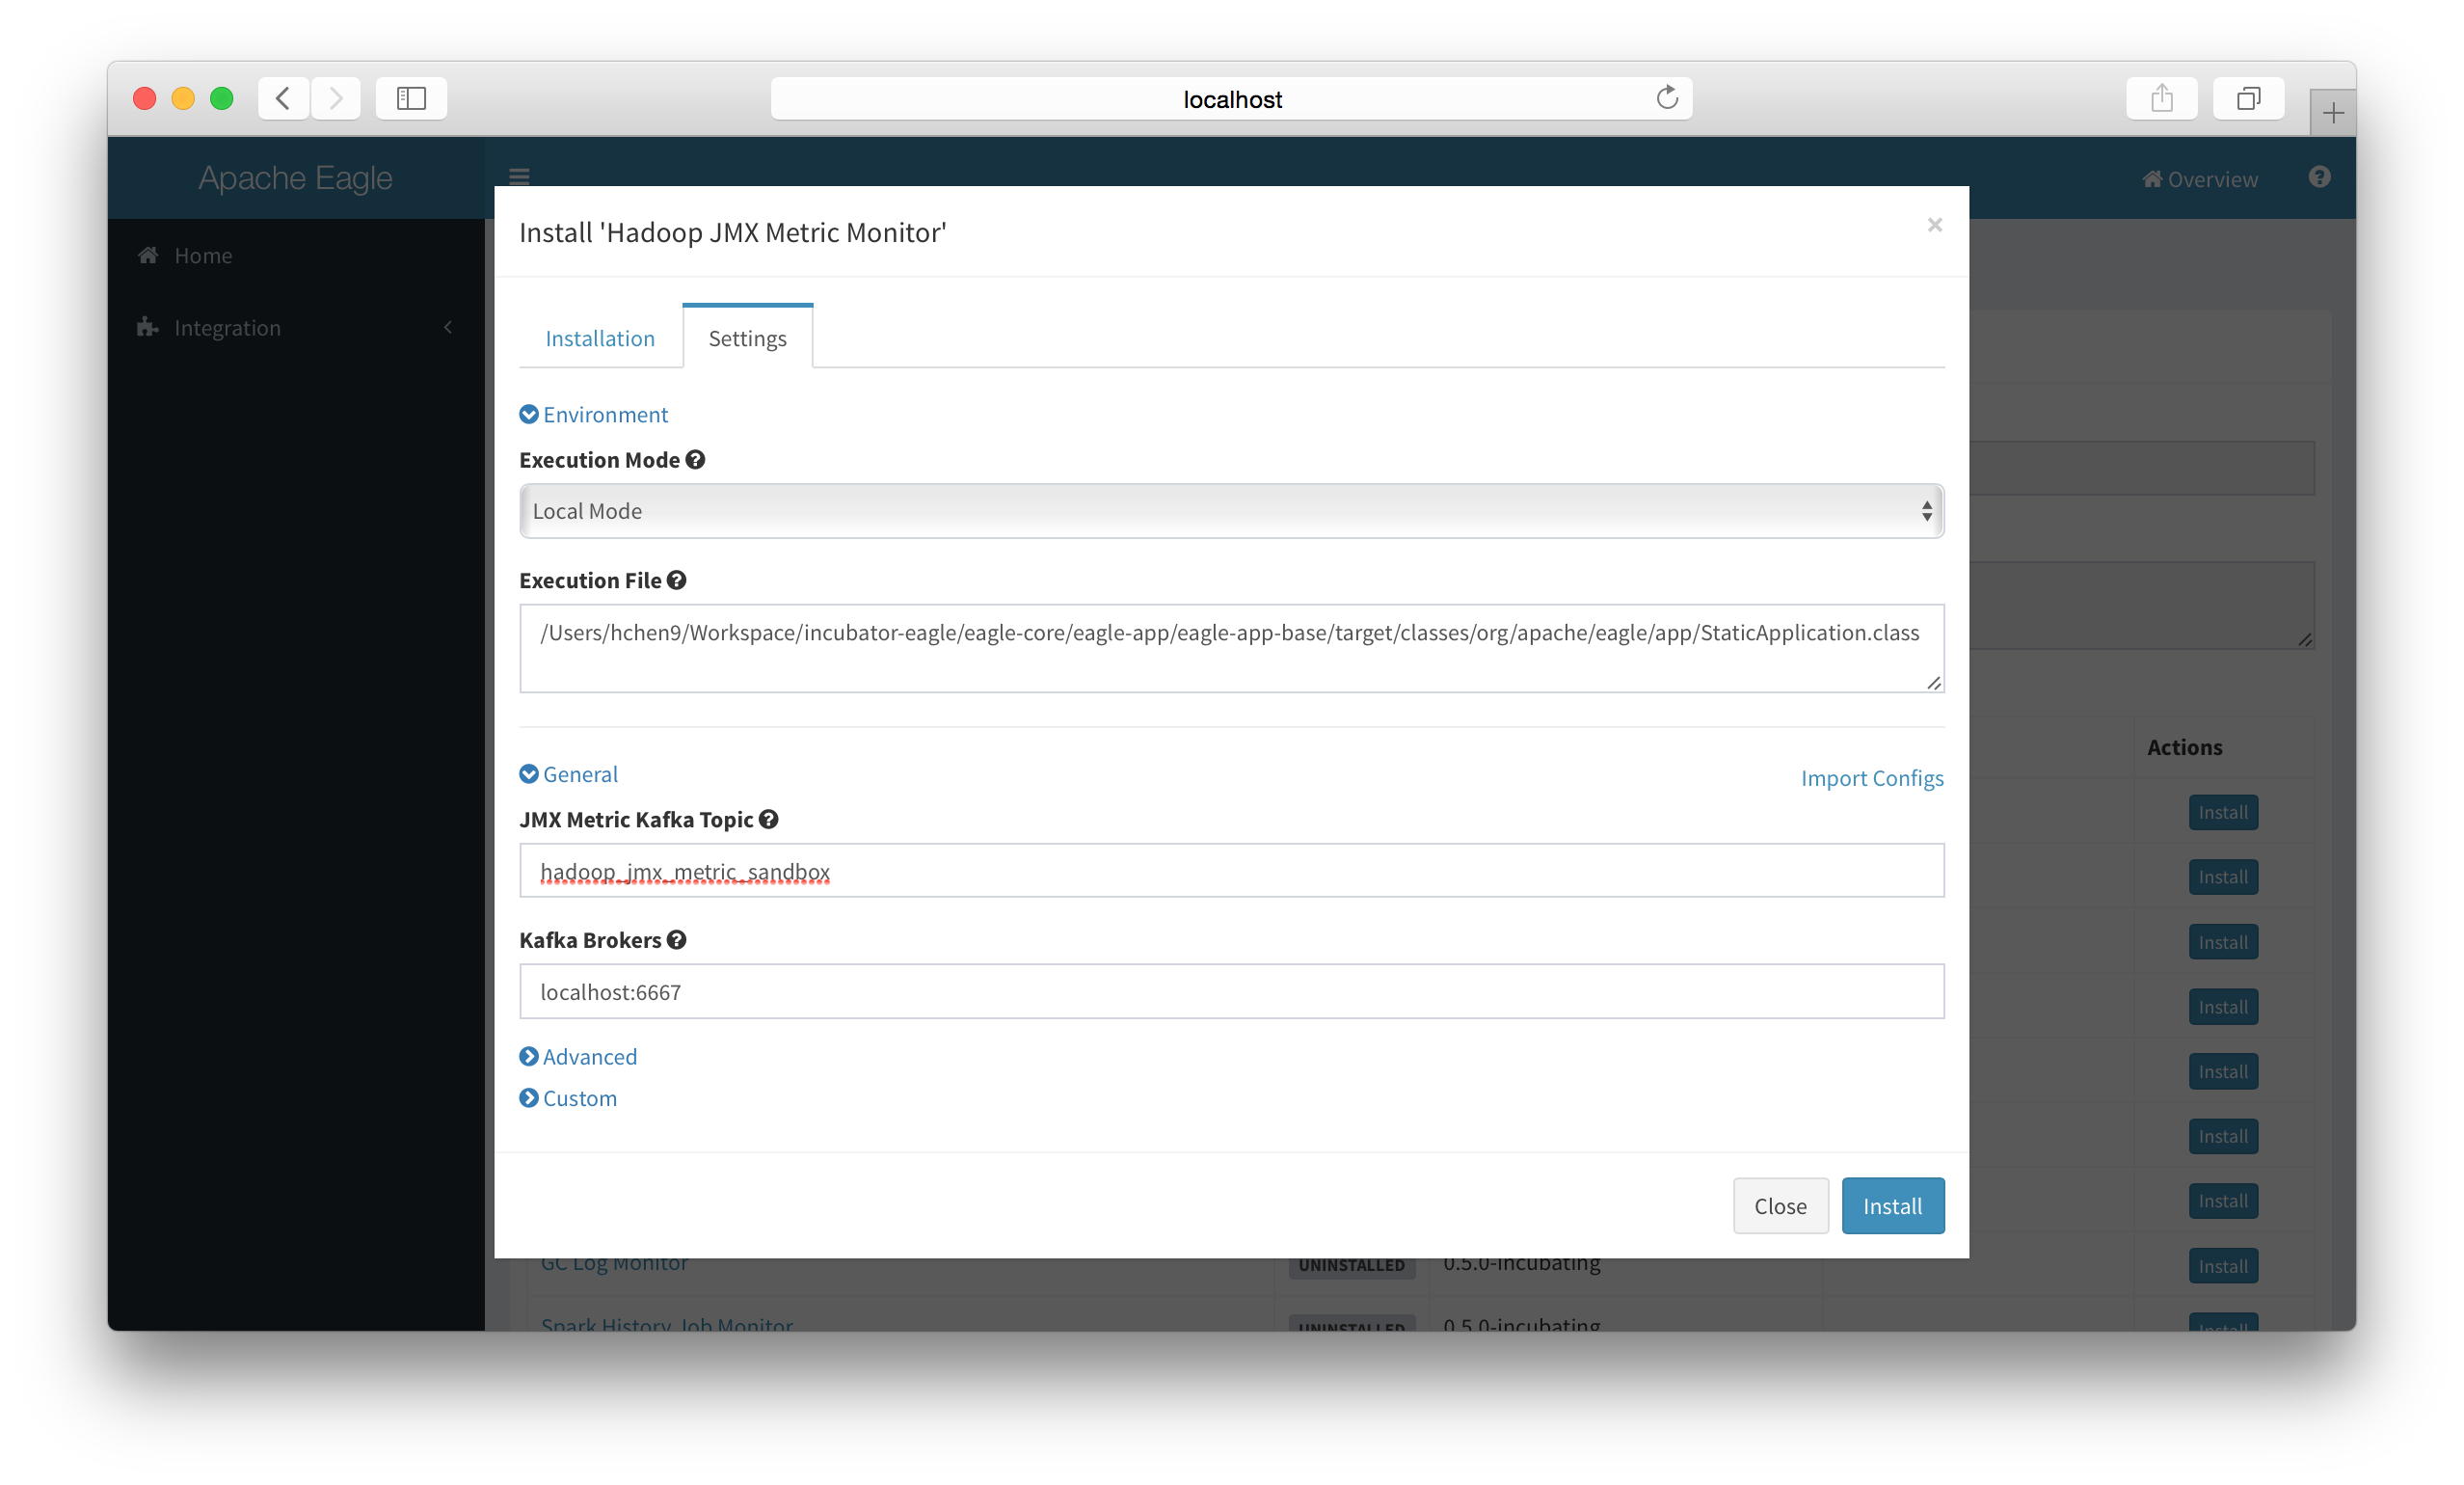 localhost
Apache Eagle
Overview
Home
Integration
Install 'Hadoop JMX Metric Monitor'
×
Installation
Settings
Environment
Execution Mode
Local Mode
Execution File
/Users/hchen9/Workspace/incubator-eagle/eagle-core/eagle-app/eagle-app-base/target/classes/org/apache/eagle/app/StaticApplication.class
General
Import Configs
JMX Metric Kafka Topic
hadoop_jmx_metric_sandbox
Kafka Brokers
localhost:6667
Advanced
Custom
Close
Install
Actions
Install
Install
Install
Install
Install
Install
Install
GC Log Monitor UNINSTALLED 0.5.0-incubating Install
Spark History Job Monitor UNINSTALLED 0.5.0-incubating Install